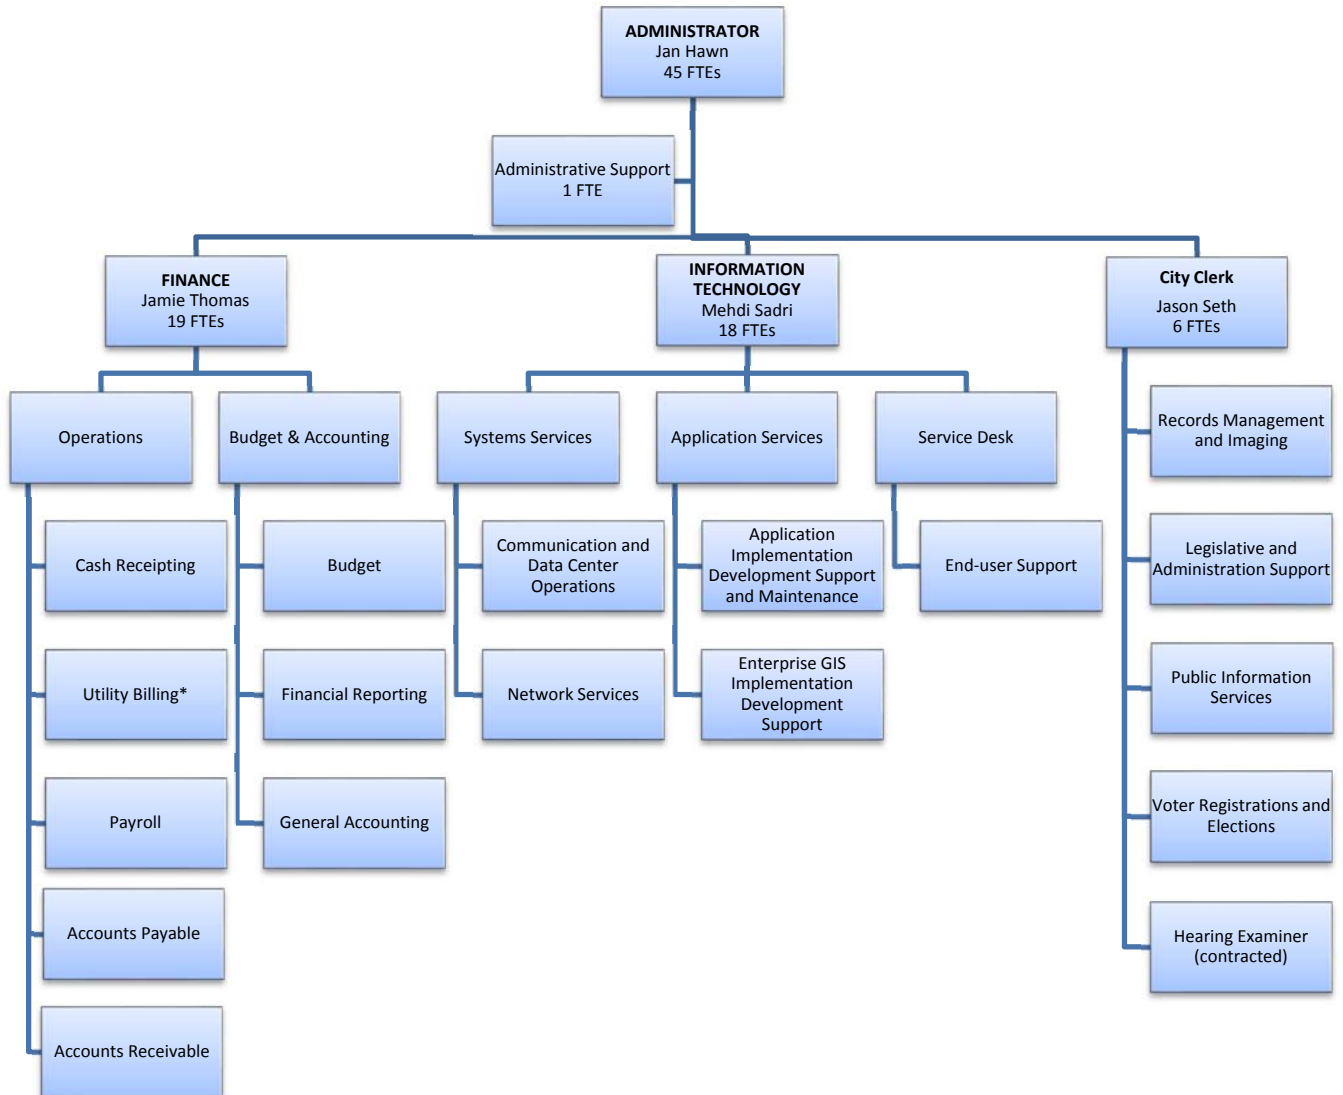 ADMINISTRATOR
Jan Hawn
45 FTEs
Administrative Support
1 FTE
FINANCE
Jamie Thomas
19 FTEs
INFORMATION
TECHNOLOGY
Mehdi Sadri
18 FTEs
City Clerk
Jason Seth
6 FTEs
Operations
Budget & Accounting
Systems Services
Application Services
Service Desk
Records Management
and Imaging
Cash Receipting
Budget
Communication and
Data Center
Operations
Application
Implementation
Development Support
and Maintenance
End-user Support
Legislative and
Administration Support
Utility Billing*
Financial Reporting
Network Services
Enterprise GIS
Implementation
Development
Support
Public Information
Services
Payroll
General Accounting
Voter Registrations and
Elections
Accounts Payable
Hearing Examiner
(contracted)
Accounts Receivable